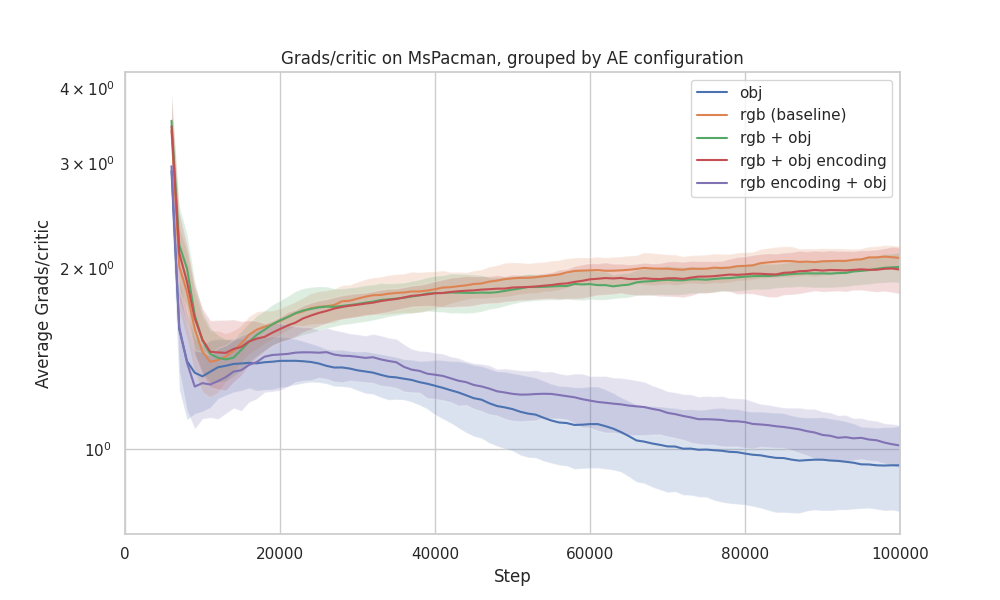 Grads/critic on MsPacman, grouped by AE configuration
4 × 10⁰
3 × 10⁰
2 × 10⁰
10⁰
Average Grads/critic
obj
rgb (baseline)
rgb + obj
rgb + obj encoding
rgb encoding + obj
0 20000 40000 60000 80000 100000
Step